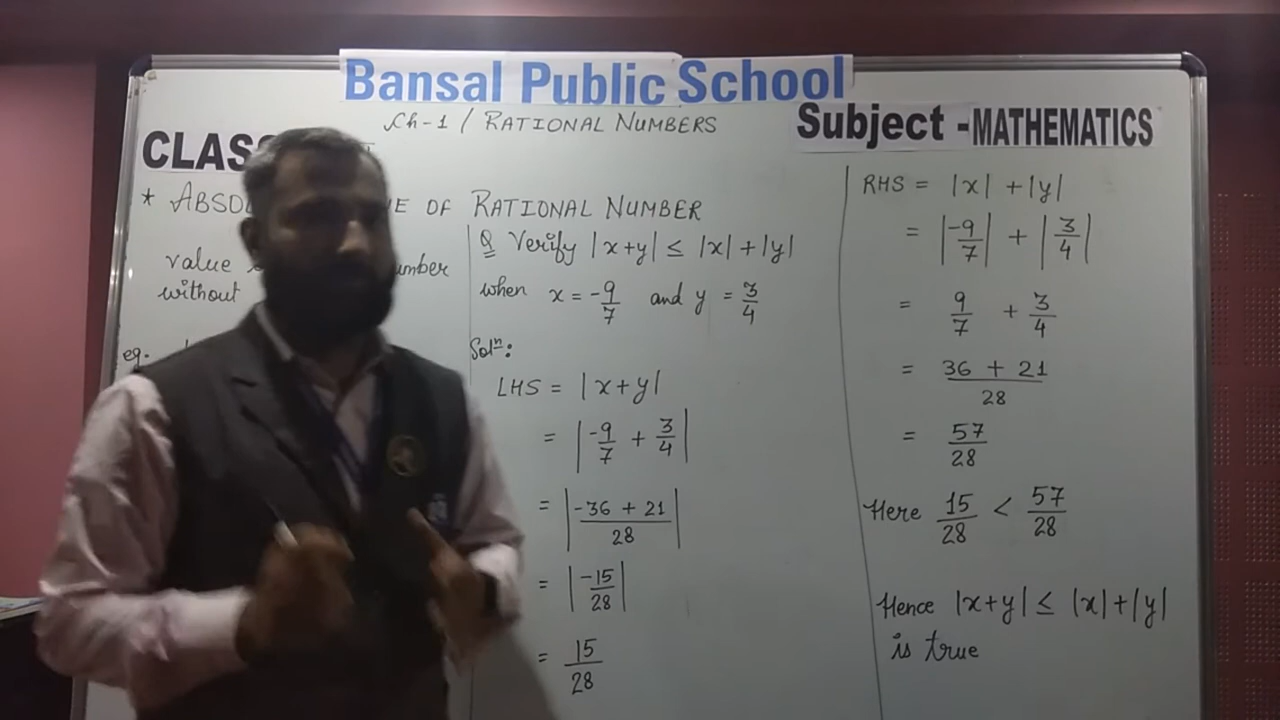 Bansal Public School
Ch-1 / RATIONAL NUMBERS
CLASS
Subject -MATHEMATICS
* ABSO
E OF RATIONAL NUMBER
value
without
eg.
Q Verify |x+y| ≤ |x|+|y|
when x = -9/7 and y = 3/4
Solⁿ:
LHS = |x+y|
= |-9/7 + 3/4|
= |(-36 + 21)/28|
= |-15/28|
= 15/28
RHS = |x| + |y|
= |-9/7| + |3/4|
= 9/7 + 3/4
= (36 + 21)/28
= 57/28
Here 15/28 < 57/28
Hence |x+y| ≤ |x|+|y|
is true